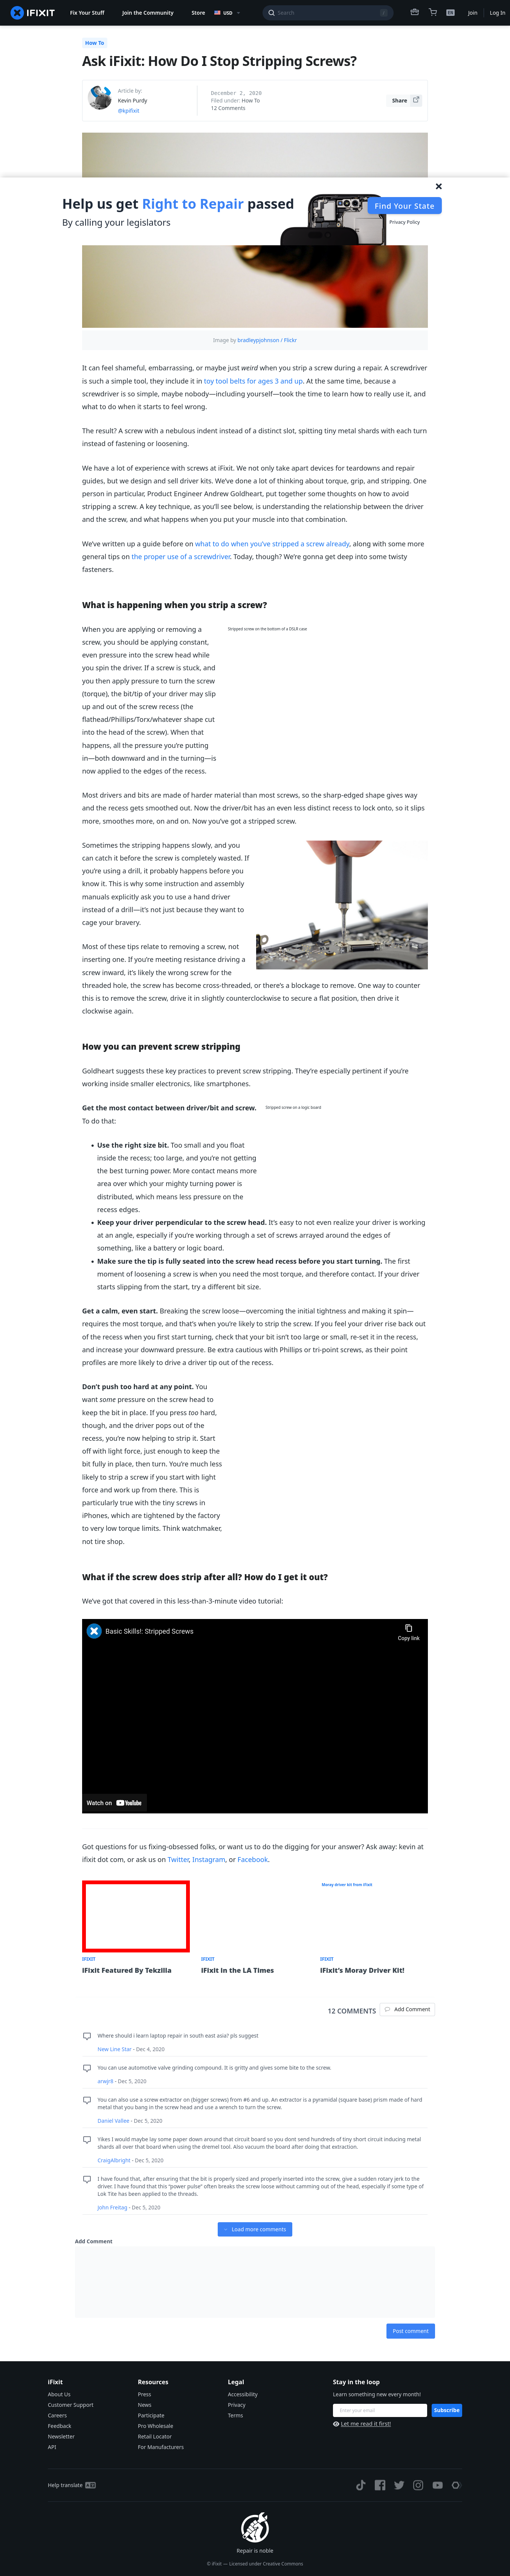 IFIXIT
Fix Your Stuff
Join the Community
Store
USD
Search
/
EN
Join
Log In
How To
Ask iFixit: How Do I Stop Stripping Screws?
Article by:
Kevin Purdy
@kpifixit
December 2, 2020
Filed under: How To
12 Comments
Share
Help us get Right to Repair passed
By calling your legislators
Find Your State
Privacy Policy
Image by bradleypjohnson / Flickr
It can feel shameful, embarrassing, or maybe just weird when you strip a screw during a repair. A screwdriver
is such a simple tool, they include it in toy tool belts for ages 3 and up. At the same time, because a
screwdriver is so simple, maybe nobody—including yourself—took the time to learn how to really use it, and
what to do when it starts to feel wrong.
The result? A screw with a nebulous indent instead of a distinct slot, spitting tiny metal shards with each turn
instead of fastening or loosening.
We have a lot of experience with screws at iFixit. We not only take apart devices for teardowns and repair
guides, but we design and sell driver kits. We've done a lot of thinking about torque, grip, and stripping. One
person in particular, Product Engineer Andrew Goldheart, put together some thoughts on how to avoid
stripping a screw. A key technique, as you'll see below, is understanding the relationship between the driver
and the screw, and what happens when you put your muscle into that combination.
We've written up a guide before on what to do when you've stripped a screw already, along with some more
general tips on the proper use of a screwdriver. Today, though? We're gonna get deep into some twisty
fasteners.
What is happening when you strip a screw?
Stripped screw on the bottom of a DSLR case
When you are applying or removing a
screw, you should be applying constant,
even pressure into the screw head while
you spin the driver. If a screw is stuck, and
you then apply pressure to turn the screw
(torque), the bit/tip of your driver may slip
up and out of the screw recess (the
flathead/Phillips/Torx/whatever shape cut
into the head of the screw). When that
happens, all the pressure you're putting
in—both downward and in the turning—is
now applied to the edges of the recess.
Most drivers and bits are made of harder material than most screws, so the sharp-edged shape gives way
and the recess gets smoothed out. Now the driver/bit has an even less distinct recess to lock onto, so it slips
more, smoothes more, on and on. Now you've got a stripped screw.
Sometimes the stripping happens slowly, and you
can catch it before the screw is completely wasted. If
you're using a drill, it probably happens before you
know it. This is why some instruction and assembly
manuals explicitly ask you to use a hand driver
instead of a drill—it's not just because they want to
cage your bravery.
Most of these tips relate to removing a screw, not
inserting one. If you're meeting resistance driving a
screw inward, it's likely the wrong screw for the
threaded hole, the screw has become cross-threaded, or there's a blockage to remove. One way to counter
this is to remove the screw, drive it in slightly counterclockwise to secure a flat position, then drive it
clockwise again.
How you can prevent screw stripping
Goldheart suggests these key practices to prevent screw stripping. They're especially pertinent if you're
working inside smaller electronics, like smartphones.
Get the most contact between driver/bit and screw.
Stripped screw on a logic board
To do that:
• Use the right size bit. Too small and you float
inside the recess; too large, and you're not getting
the best turning power. More contact means more
area over which your mighty turning power is
distributed, which means less pressure on the
recess edges.
• Keep your driver perpendicular to the screw head. It's easy to not even realize your driver is working
at an angle, especially if you're working through a set of screws arrayed around the edges of
something, like a battery or logic board.
• Make sure the tip is fully seated into the screw head recess before you start turning. The first
moment of loosening a screw is when you need the most torque, and therefore contact. If your driver
starts slipping from the start, try a different bit size.
Get a calm, even start. Breaking the screw loose—overcoming the initial tightness and making it spin—
requires the most torque, and that's when you're likely to strip the screw. If you feel your driver rise back out
of the recess when you first start turning, check that your bit isn't too large or small, re-set it in the recess,
and increase your downward pressure. Be extra cautious with Phillips or tri-point screws, as their point
profiles are more likely to drive a driver tip out of the recess.
Don't push too hard at any point. You
want some pressure on the screw head to
keep the bit in place. If you press too hard,
though, and the driver pops out of the
recess, you're now helping to strip it. Start
off with light force, just enough to keep the
bit fully in place, then turn. You're much less
likely to strip a screw if you start with light
force and work up from there. This is
particularly true with the tiny screws in
iPhones, which are tightened by the factory
to very low torque limits. Think watchmaker,
not tire shop.
What if the screw does strip after all? How do I get it out?
We've got that covered in this less-than-3-minute video tutorial:
Basic Skills!: Stripped Screws
Copy link
Watch on YouTube
Got questions for us fixing-obsessed folks, or want us to do the digging for your answer? Ask away: kevin at
ifixit dot com, or ask us on Twitter, Instagram, or Facebook.
Moray driver bit from iFixit
IFIXIT
iFixit Featured By Tekzilla
IFIXIT
iFixit In the LA Times
IFIXIT
iFixit's Moray Driver Kit!
12 COMMENTS
Add Comment
Where should i learn laptop repair in south east asia? pls suggest
New Line Star - Dec 4, 2020
You can use automotive valve grinding compound. It is gritty and gives some bite to the screw.
arwjr8 - Dec 5, 2020
You can also use a screw extractor on (bigger screws) from #6 and up. An extractor is a pyramidal (square base) prism made of hard
metal that you bang in the screw head and use a wrench to turn the screw.
Daniel Vallee - Dec 5, 2020
Yikes I would maybe lay some paper down around that circuit board so you dont send hundreds of tiny short circuit inducing metal
shards all over that board when using the dremel tool. Also vacuum the board after doing that extraction.
CraigAlbright - Dec 5, 2020
I have found that, after ensuring that the bit is properly sized and properly inserted into the screw, give a sudden rotary jerk to the
driver. I have found that this "power pulse" often breaks the screw loose without camming out of the head, especially if some type of
Lok Tite has been applied to the threads.
John Freitag - Dec 5, 2020
Load more comments
Add Comment
Post comment
iFixit
About Us
Customer Support
Careers
Feedback
Newsletter
API
Resources
Press
News
Participate
Pro Wholesale
Retail Locator
For Manufacturers
Legal
Accessibility
Privacy
Terms
Stay in the loop
Learn something new every month!
Enter your email
Subscribe
Let me read it first!
Help translate
Repair is noble
© iFixit — Licensed under Creative Commons